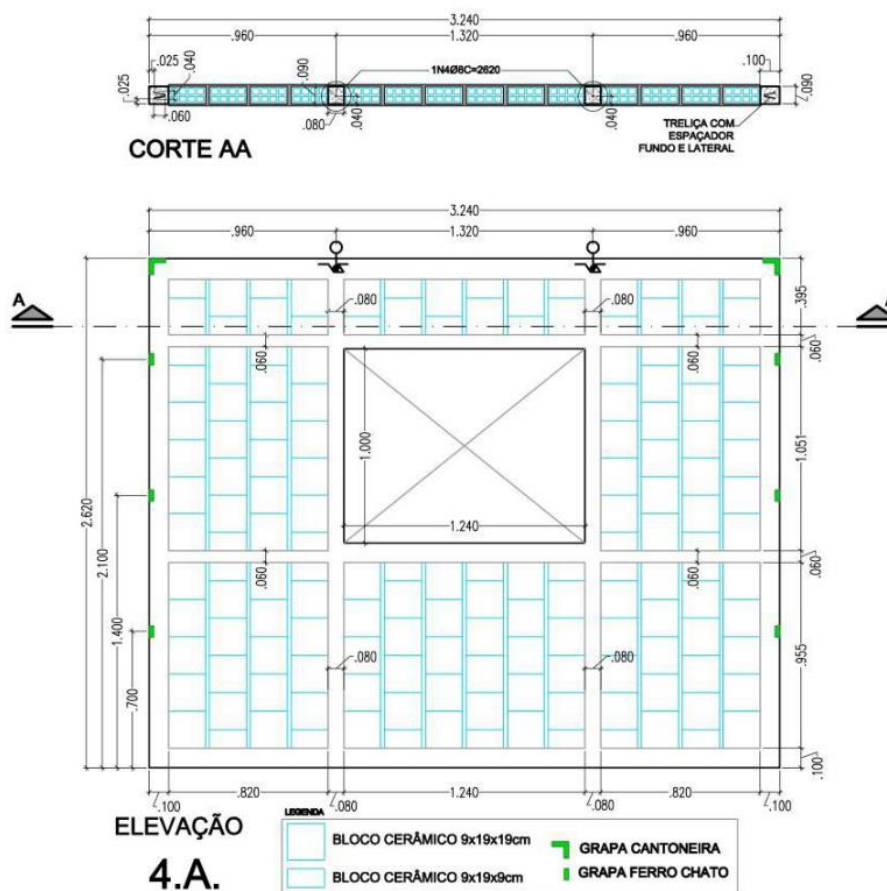 3.240
.960 1.320 .960
.025 .040 .090 1N4Ø8C=2620 .100
.025 .060 .080 .040 .040 .090
TRELIÇA COM
ESPAÇADOR
FUNDO E LATERAL
CORTE AA
3.240
.960 1.320 .960
A
.080 .080
.395
.060 .060 .060
2.620
2.100
1.400
.700
1.000
1.240
1.051
.060 .060 .060
.080 .080
.955
.100
.100 .820 .080 1.240 .080 .820 .100
ELEVAÇÃO
4.A.
LEGENDA
BLOCO CERÂMICO 9x19x19cm
BLOCO CERÂMICO 9x19x9cm
GRAPA CANTONEIRA
GRAPA FERRO CHATO